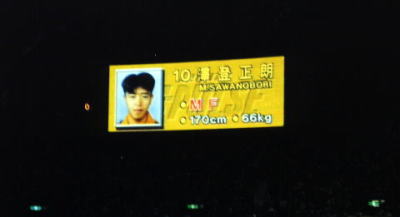 10 澤登正朗
M.SAWANOBORI
●MF
●170cm ●66kg